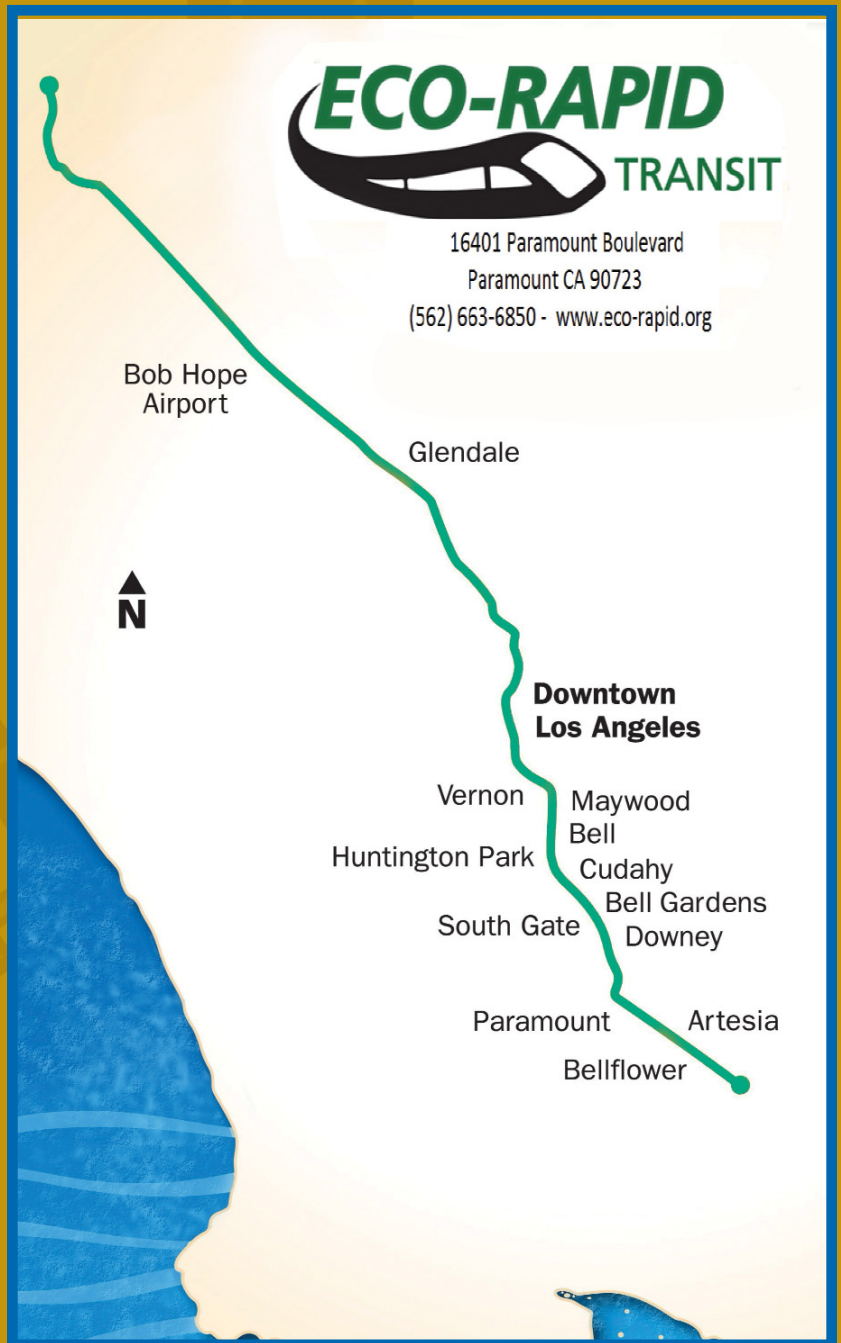 ECO-RAPID
TRANSIT
16401 Paramount Boulevard
Paramount CA 90723
(562) 663-6850 - www.eco-rapid.org
Bob Hope
Airport
Glendale
N
Downtown
Los Angeles
Vernon
Maywood
Bell
Huntington Park
Cudahy
Bell Gardens
South Gate
Downey
Paramount
Artesia
Bellflower